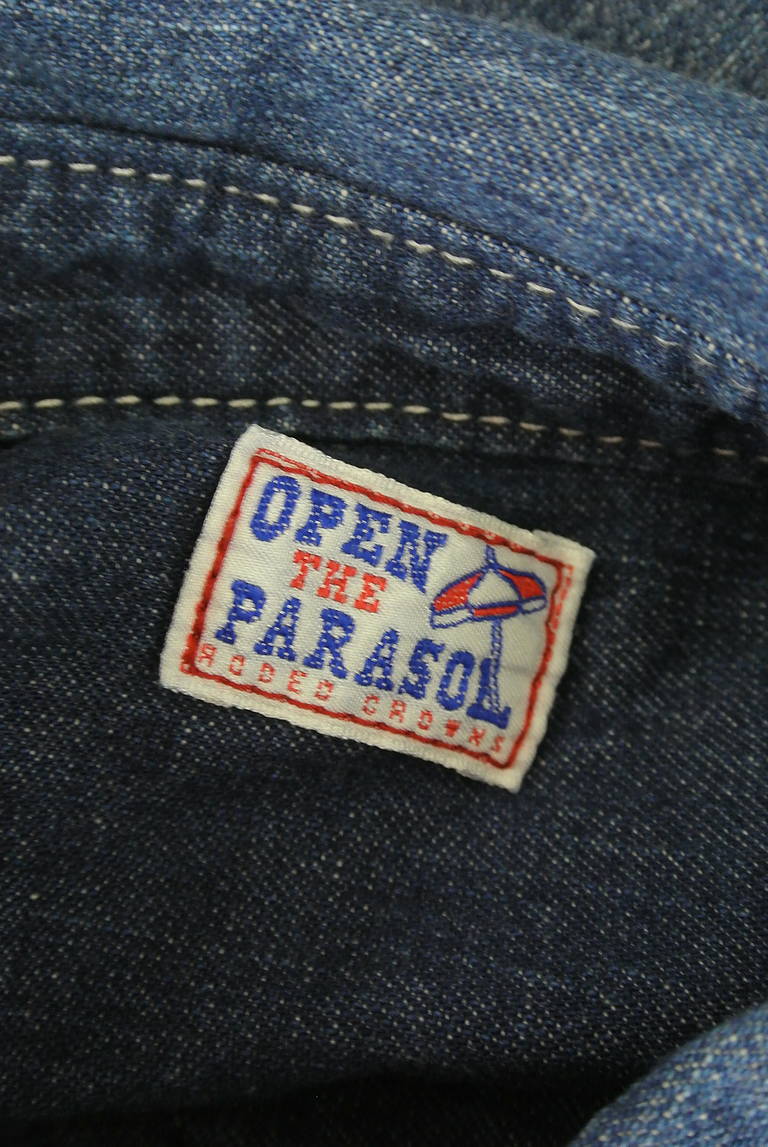 OPEN
THE
PARASOL
RODEO CROWNS